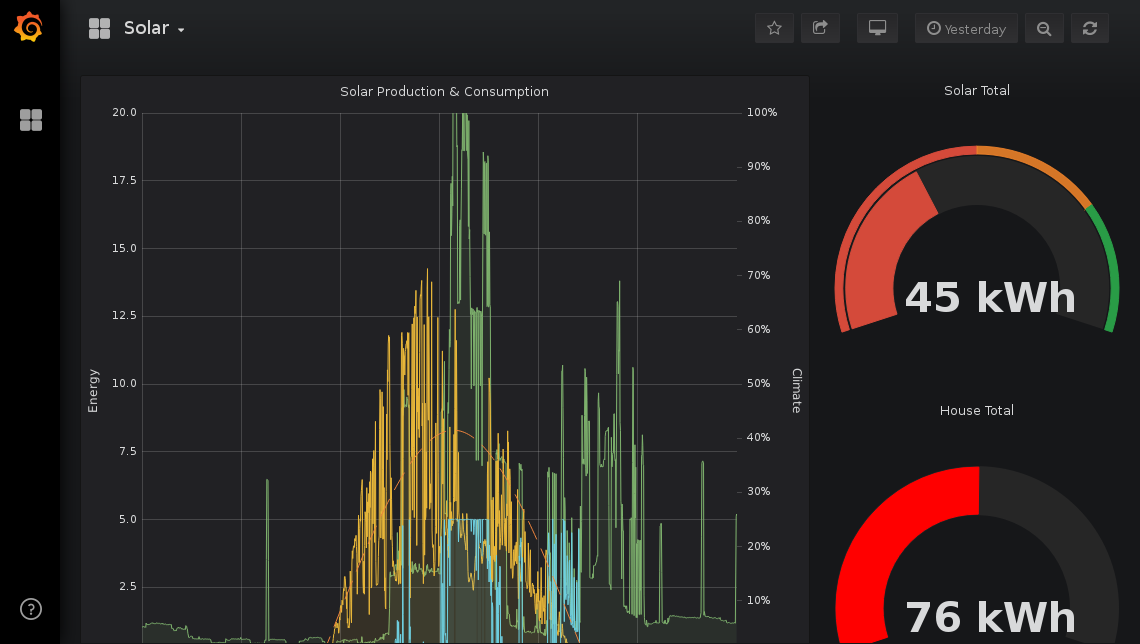 Solar
Yesterday
Solar Production & Consumption
Solar Total
20.0
17.5
15.0
12.5
10.0
7.5
5.0
2.5
Energy
100%
90%
80%
70%
60%
50%
40%
30%
20%
10%
Climate
45 kWh
House Total
76 kWh
?